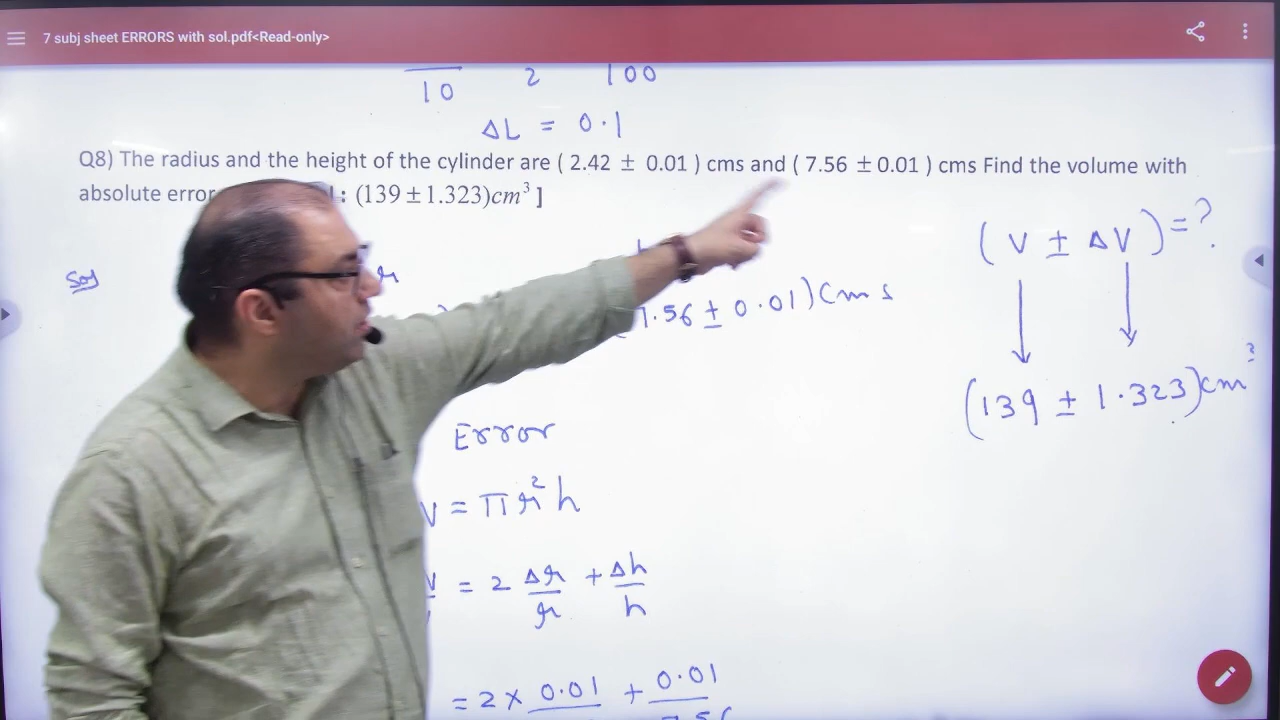 7 subj sheet ERRORS with sol.pdf<Read-only>
10 2 100
ΔL = 0.1
Q8) The radius and the height of the cylinder are ( 2.42 ± 0.01 ) cms and ( 7.56 ±0.01 ) cms Find the volume with
absolute error : (139±1.323)cm³ ]
(V ± ΔV) = ?
Sol r
7.56 ± 0.01) Cms
(139 ± 1.323) cm³
Error
V = πr²h
= 2 Δr/r + Δh/h
= 2 × 0.01 + 0.01